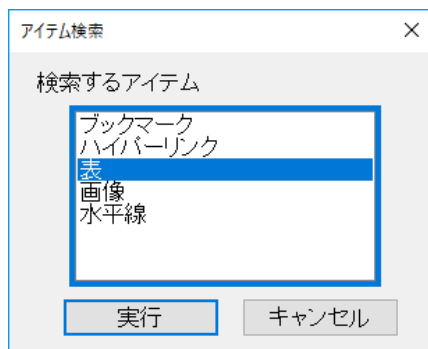 アイテム検索
検索するアイテム
ブックマーク
ハイパーリンク
表
画像
水平線
実行
キャンセル